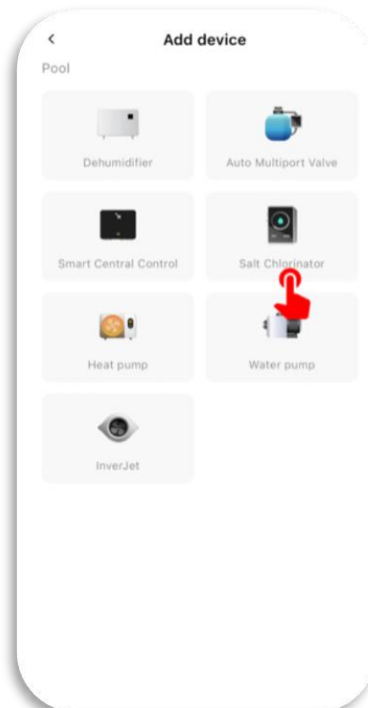 Add device
Pool
Dehumidifier
Auto Multiport Valve
Smart Central Control
Salt Chlorinator
Heat pump
Water pump
InverJet